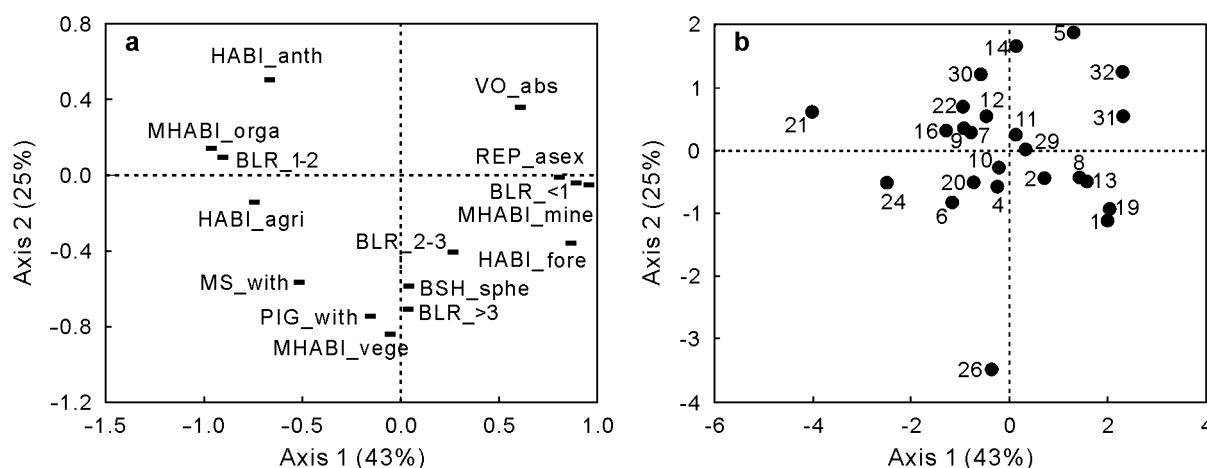 a
0.8
0.4
0.0
-0.4
-0.8
-1.2
Axis 2 (25%)
HABI_anth
VO_abs
MHABI_orga
BLR_1-2
REP_asex
BLR_<1
HABI_agri
MHABI_mine
BLR_2-3
HABI_fore
MS_with
BSH_sphe
PIG_with
BLR_>3
MHABI_vege
-1.5
-1.0
-0.5
0.0
0.5
1.0
Axis 1 (43%)
b
2
1
0
-1
-2
-3
-4
Axis 2 (25%)
5
14
30
32
22
12
21
31
16
9
7
11
29
10
8
24
20
2
13
6
4
19
1
26
-6
-4
-2
0
2
4
Axis 1 (43%)